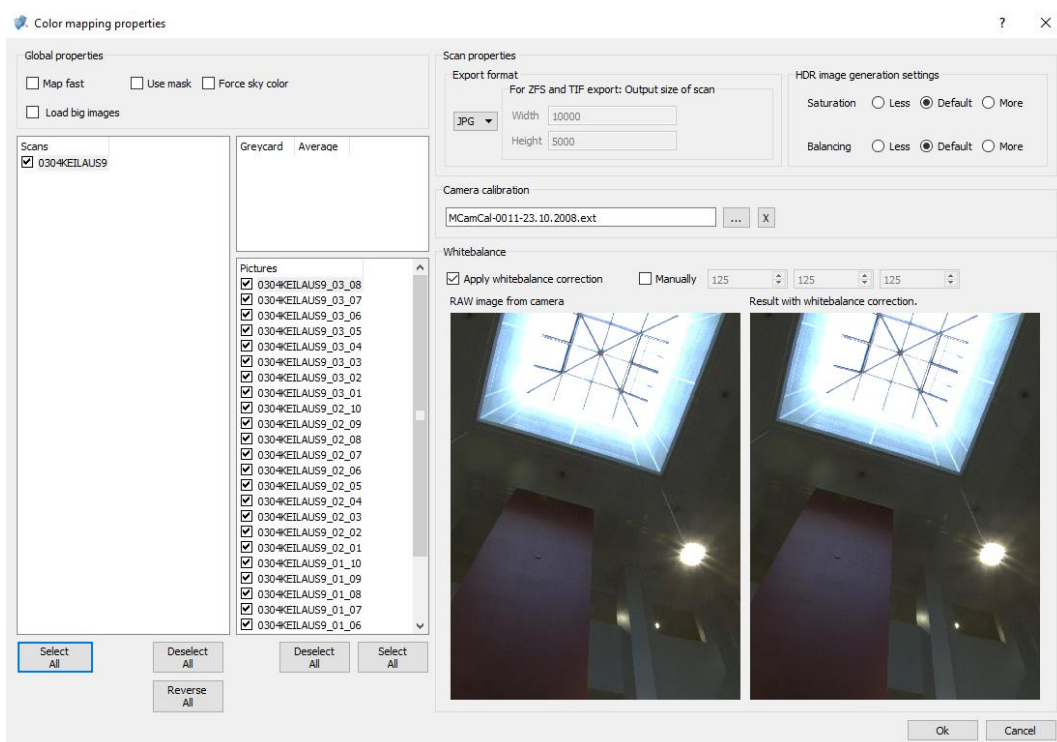 Color mapping properties
? X
Global properties
Map fast
Use mask
Force sky color
Load big images
Scans
0304KEILAUS9
Greycard Average
Pictures
0304KEILAUS9_03_08
0304KEILAUS9_03_07
0304KEILAUS9_03_06
0304KEILAUS9_03_05
0304KEILAUS9_03_04
0304KEILAUS9_03_03
0304KEILAUS9_03_02
0304KEILAUS9_03_01
0304KEILAUS9_02_10
0304KEILAUS9_02_09
0304KEILAUS9_02_08
0304KEILAUS9_02_07
0304KEILAUS9_02_06
0304KEILAUS9_02_05
0304KEILAUS9_02_04
0304KEILAUS9_02_03
0304KEILAUS9_02_02
0304KEILAUS9_02_01
0304KEILAUS9_01_10
0304KEILAUS9_01_09
0304KEILAUS9_01_08
0304KEILAUS9_01_07
0304KEILAUS9_01_06
Select
All
Deselect
All
Reverse
All
Deselect
All
Select
All
Scan properties
Export format
For ZFS and TIF export: Output size of scan
JPG
Width 10000
Height 5000
HDR image generation settings
Saturation Less Default More
Balancing Less Default More
Camera calibration
MCamCal-0011-23.10.2008.ext
... X
Whitebalance
Apply whitebalance correction
Manually 125 125 125
RAW image from camera
Result with whitebalance correction.
Ok
Cancel